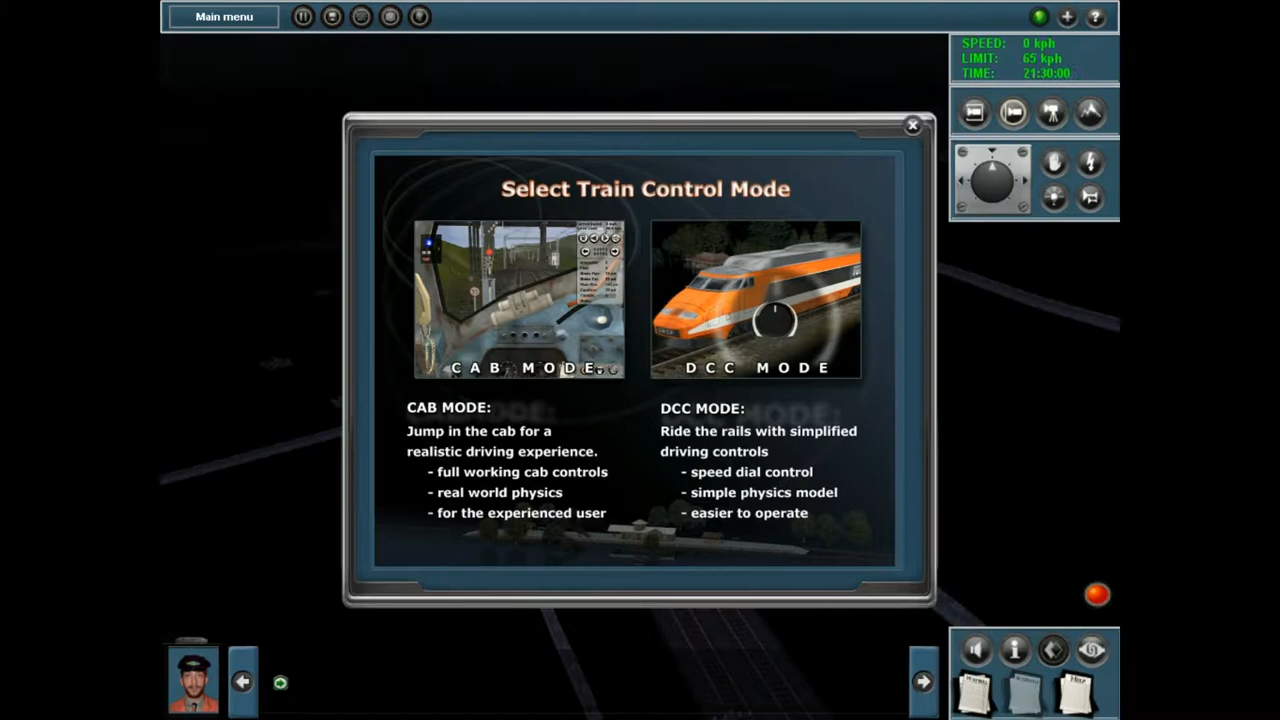 Main menu
SPEED: 0 kph
LIMIT: 65 kph
TIME: 21:30:00
Select Train Control Mode
CAB MODE
DCC MODE
CAB MODE:
Jump in the cab for a
realistic driving experience.
- full working cab controls
- real world physics
- for the experienced user
DCC MODE:
Ride the rails with simplified
driving controls
- speed dial control
- simple physics model
- easier to operate
HELP